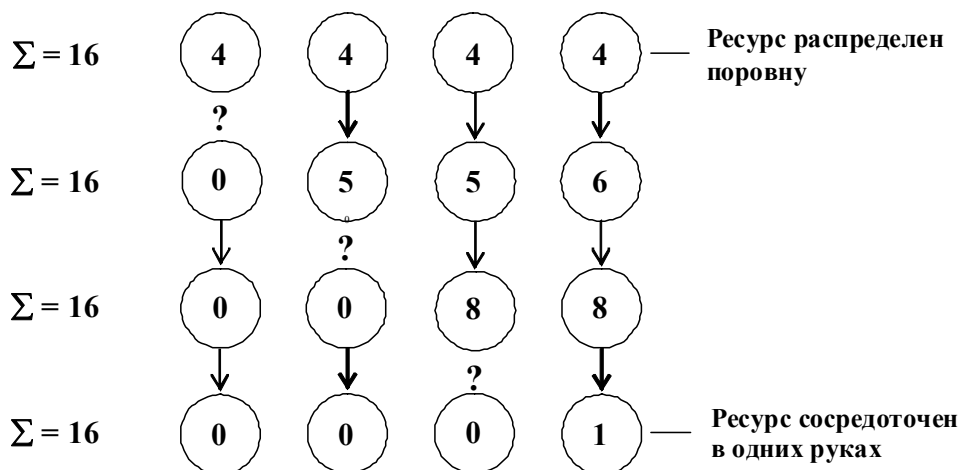 Σ = 16 4 4 4 4 Ресурс распределен
поровну
?
Σ = 16 0 5 5 6
0
?
Σ = 16 0 0 8 8
?
Σ = 16 0 0 0 1 Ресурс сосредоточен
в одних руках